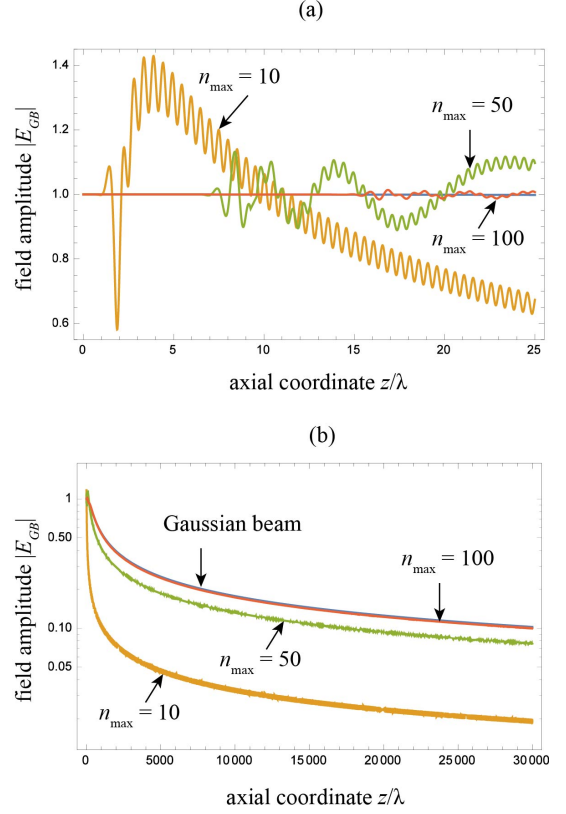 (a)
field amplitude |E_GB|
1.4
1.2
1.0
0.8
0.6
n_max = 10
n_max = 50
n_max = 100
0 5 10 15 20 25
axial coordinate z/λ
(b)
field amplitude |E_GB|
1
0.50
0.10
0.05
Gaussian beam
n_max = 100
n_max = 50
n_max = 10
0 5000 10 000 15 000 20 000 25 000 30 000
axial coordinate z/λ